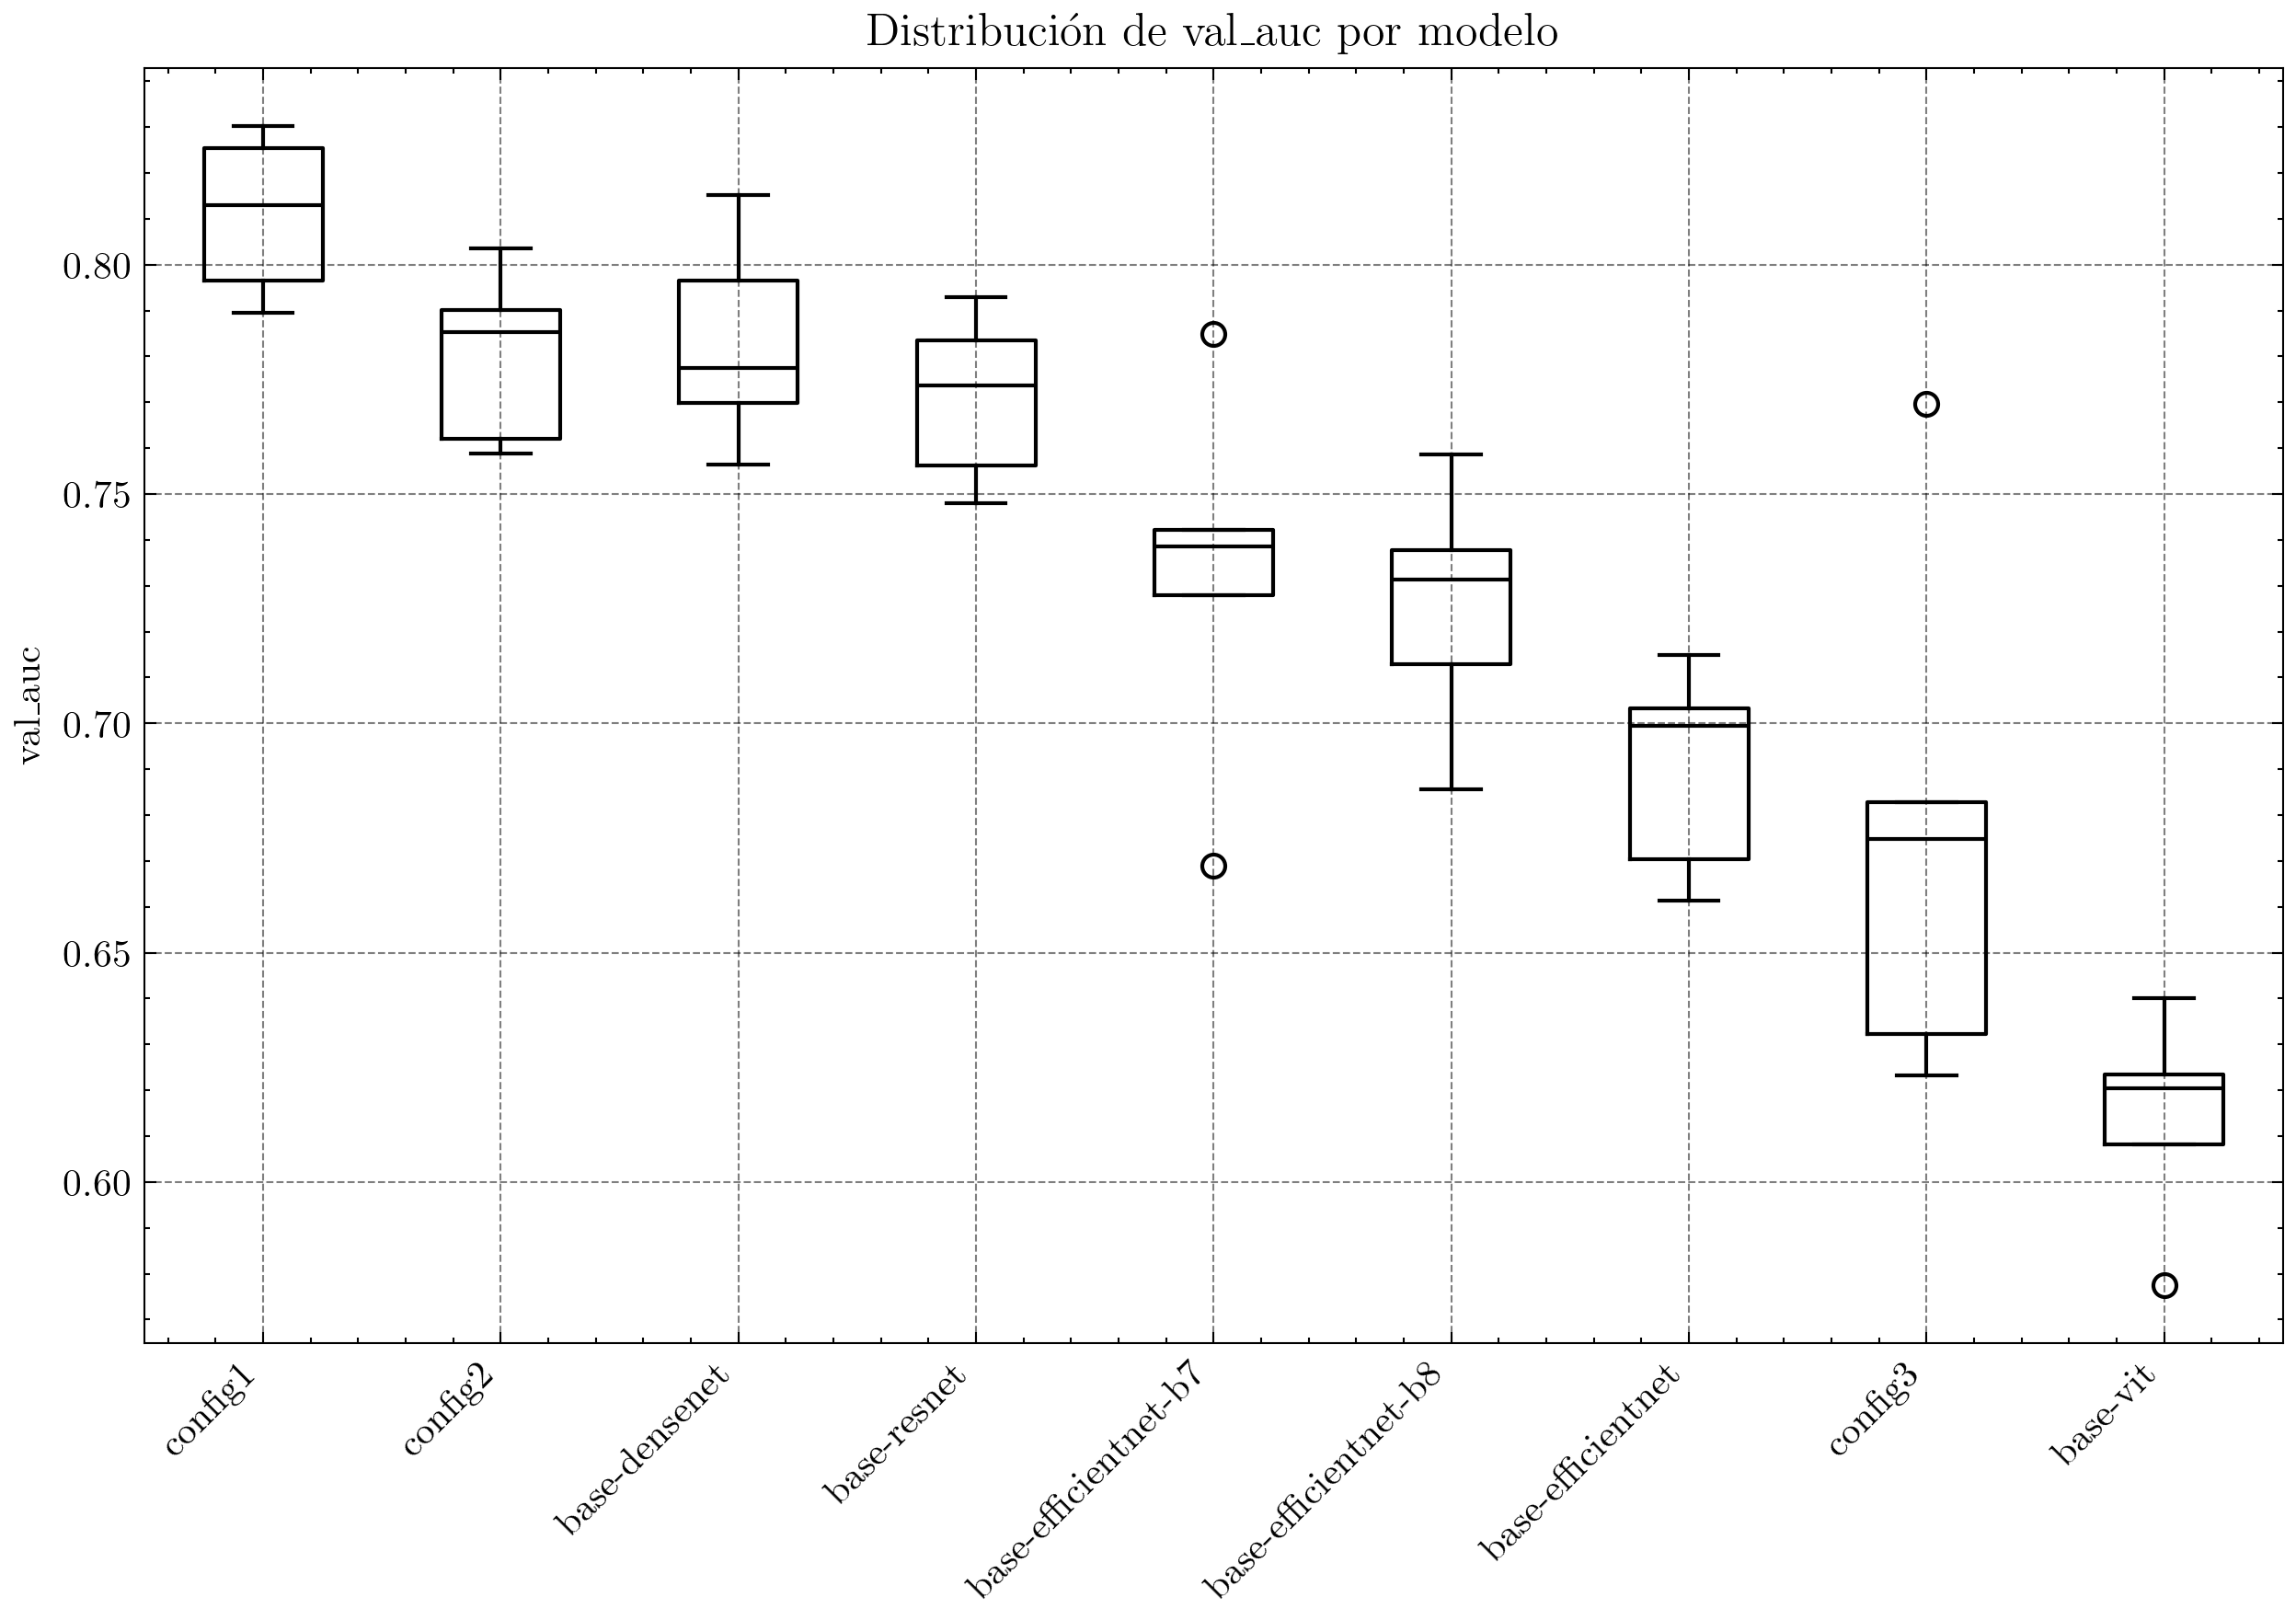 Distribución de val_auc por modelo
val_auc
0.80
0.75
0.70
0.65
0.60
config1
config2
base-densenet
base-resnet
base-efficientnet-b7
base-efficientnet-b8
base-efficientnet
config3
base-vit